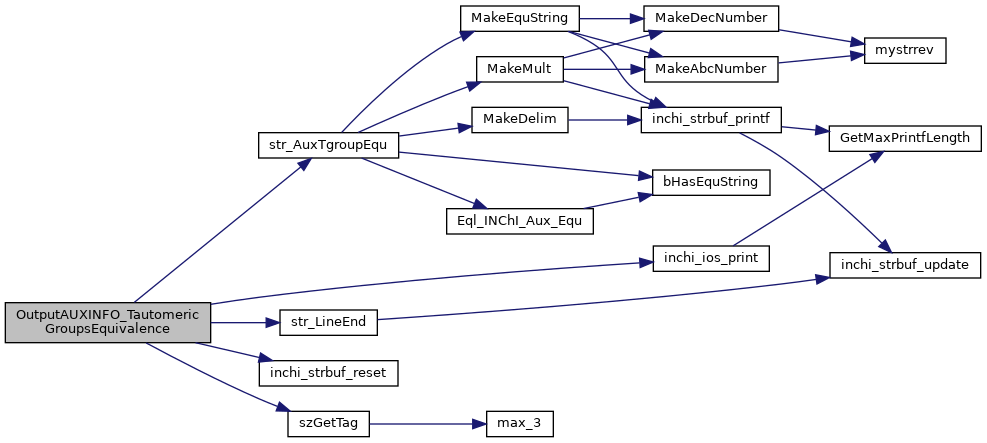 MakeEquString
MakeDecNumber
mystrrev
MakeMult
MakeAbcNumber
MakeDelim
inchi_strbuf_printf
GetMaxPrintfLength
str_AuxTgroupEqu
bHasEquString
Eql_INChI_Aux_Equ
inchi_ios_print
inchi_strbuf_update
OutputAUXINFO_Tautomeric
GroupsEquivalence
str_LineEnd
inchi_strbuf_reset
szGetTag
max_3